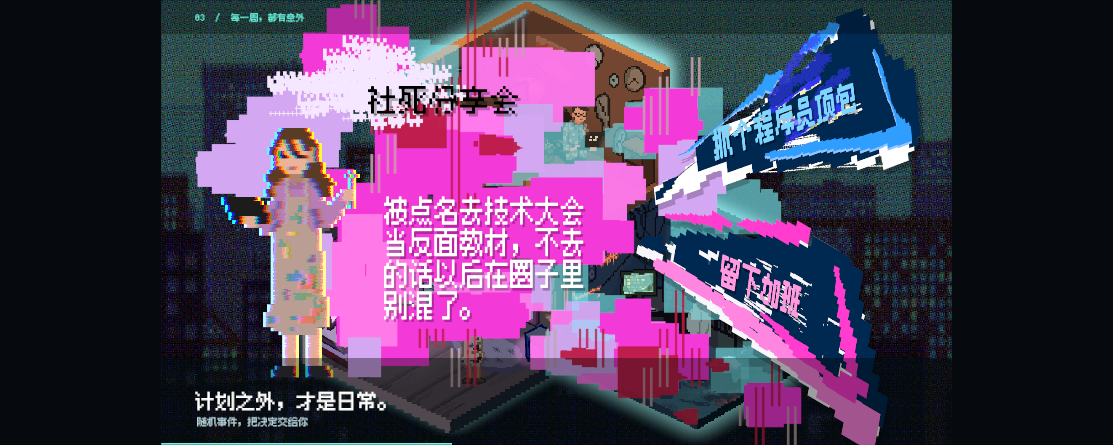 03 / 每一周，都有意外
社死分享会
抓个程序员顶包
被点名去技术大会
当反面教材，不去
的话以后在圈子里
别混了。
留下加班
计划之外，才是日常。
随机事件，把决定交给你